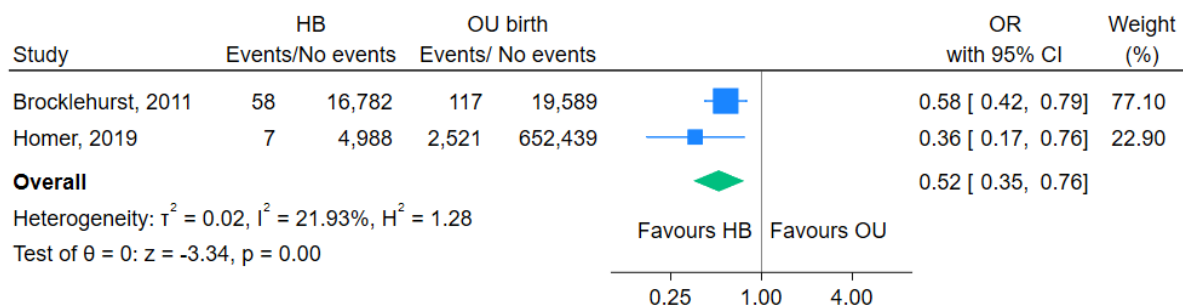 HB OU birth OR Weight
Study Events/No events Events/ No events with 95% CI (%)
Brocklehurst, 2011 58 16,782 117 19,589 0.58 [ 0.42, 0.79] 77.10
Homer, 2019 7 4,988 2,521 652,439 0.36 [ 0.17, 0.76] 22.90
Overall 0.52 [ 0.35, 0.76]
Heterogeneity: τ² = 0.02, I² = 21.93%, H² = 1.28
Favours HB Favours OU
Test of θ = 0: z = -3.34, p = 0.00
0.25 1.00 4.00